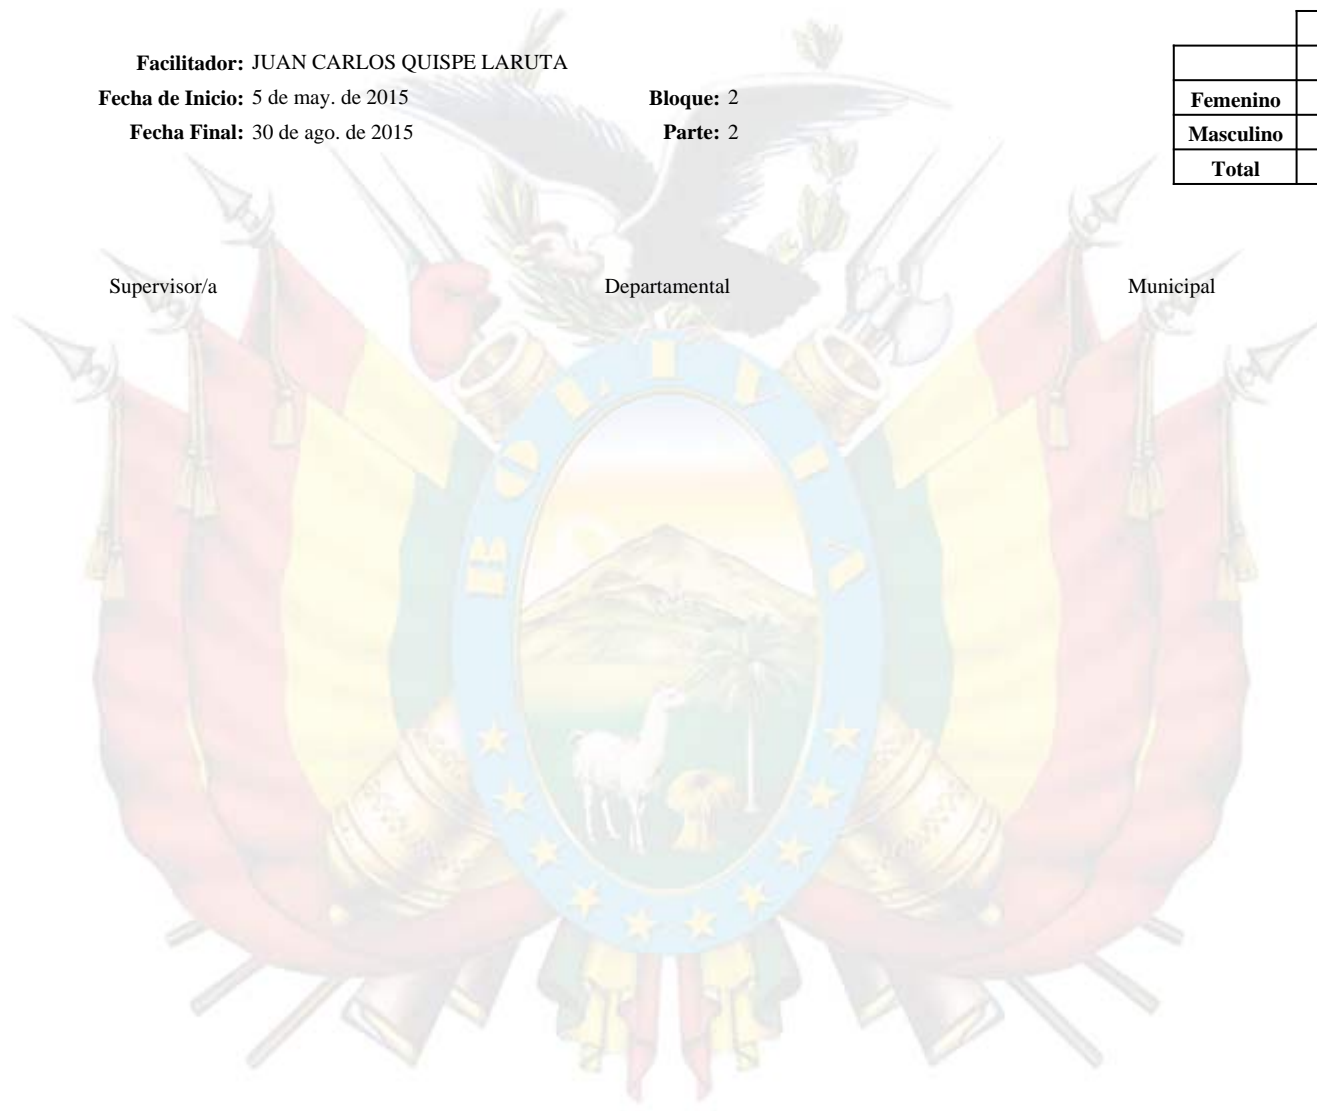 Facilitador: JUAN CARLOS QUISPE LARUTA
Fecha de Inicio: 5 de may. de 2015 Bloque: 2
Fecha Final: 30 de ago. de 2015 Parte: 2
Femenino
Masculino
Total
Supervisor/a Departamental Municipal
BOLIVIA